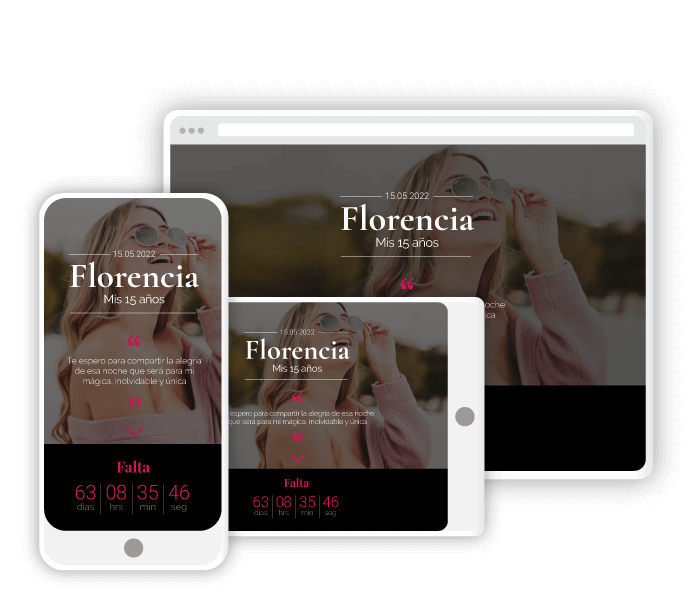 15.05.2022
Florencia
Mis 15 años
“
oche
ica
15.05.2022
Florencia
Mis 15 años
“
Te espero para compartir la alegría
de esa noche que será para mi
mágica, inolvidable y única
”
Falta
63 08 35 46
días hrs min seg
15.05.2022
Florencia
Mis 15 años
“
espero para compartir la alegría de esa noche
que será para mi mágica, inolvidable y única
”
Falta
63 08 35 46
días hrs min seg